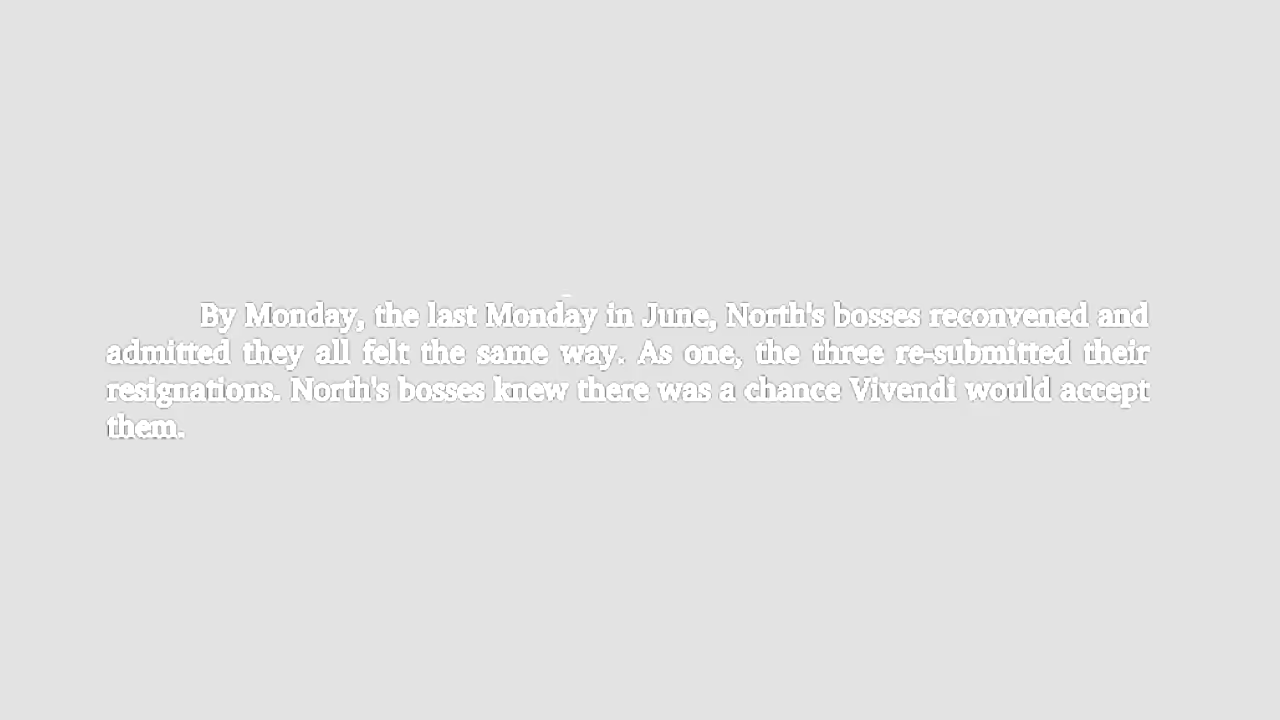 By Monday, the last Monday in June, North's bosses reconvened and
admitted they all felt the same way. As one, the three re-submitted their
resignations. North's bosses knew there was a chance Vivendi would accept
them.